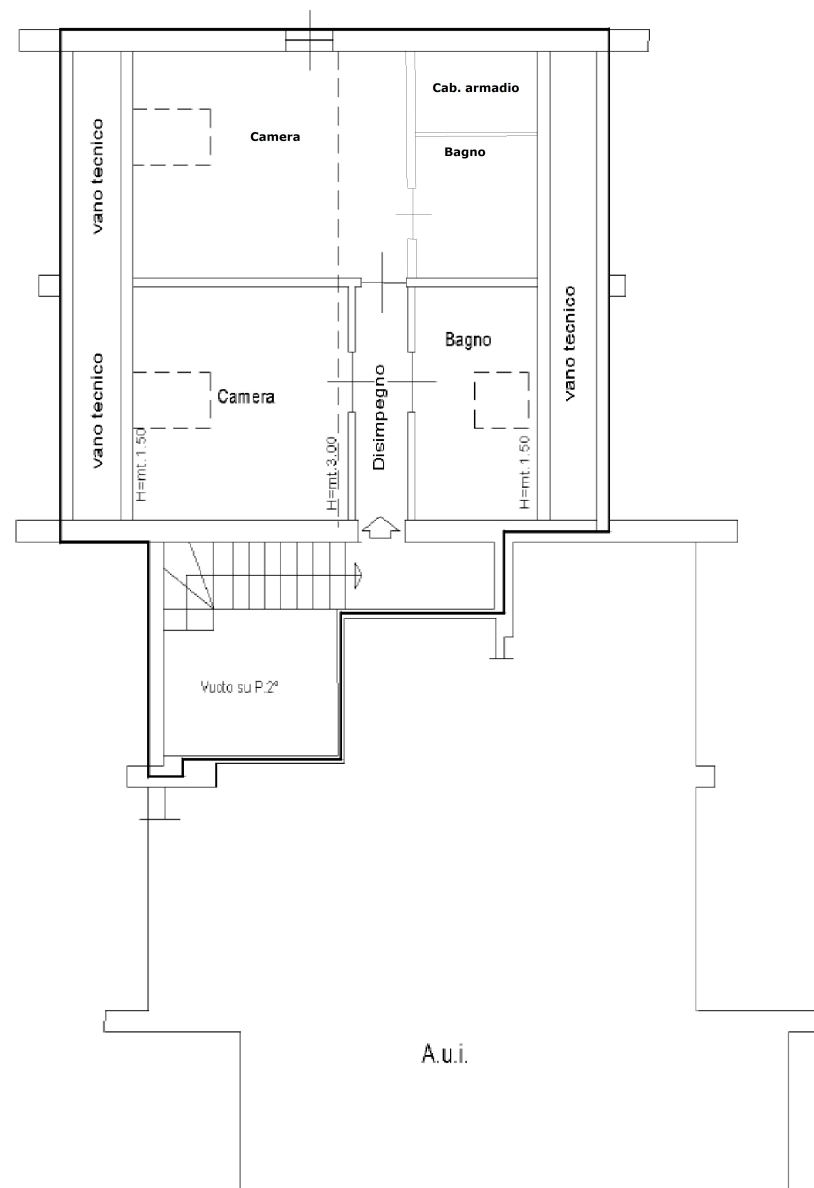 Cab. armadio
Camera
Bagno
vano tecnico
vano tecnico
vano tecnico
Bagno
Camera
Disimpegno
H=mt.1.50
H=mt.3.00
H=mt.1.50
Vuoto su P.2°
A.u.i.